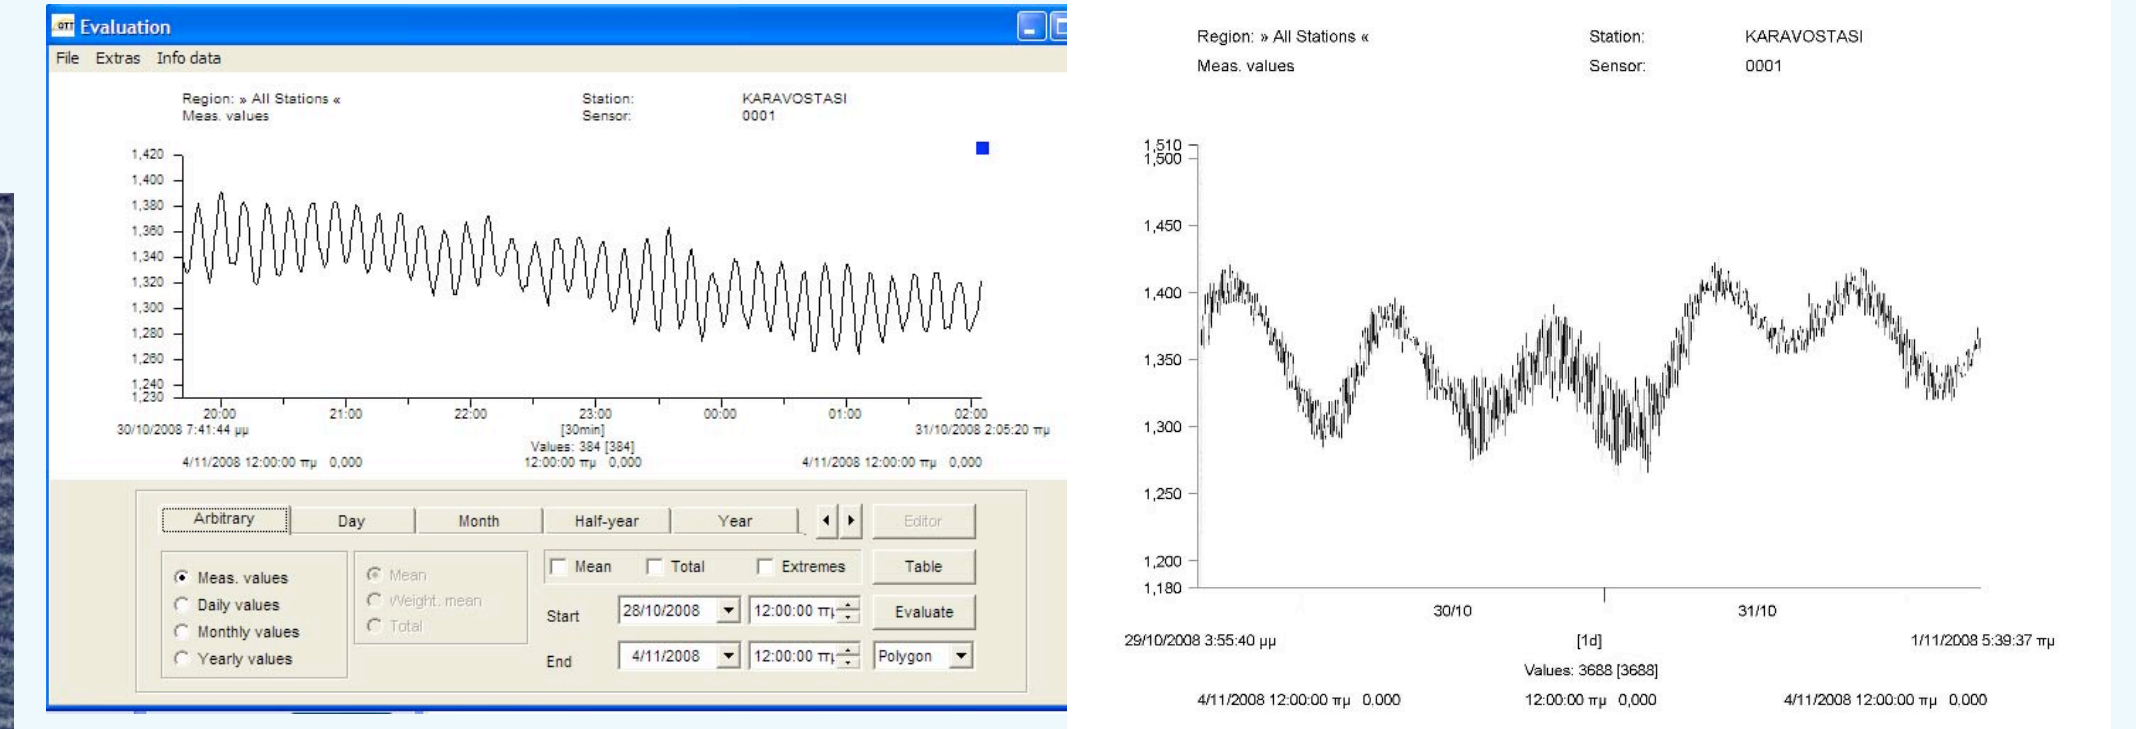 OTT Evaluation
File Extras Info data
Region: » All Stations « Station: KARAVOSTASI
Meas. values Sensor: 0001
1,420
1,400
1,380
1,360
1,340
1,320
1,300
1,280
1,260
1,240
1,230
20:00 21:00 22:00 23:00 00:00 01:00 02:00
30/10/2008 7:41:44 μμ [30min] 31/10/2008 2:05:20 πμ
Values: 384 [384]
4/11/2008 12:00:00 πμ 0,000 12:00:00 πμ 0,000 4/11/2008 12:00:00 πμ 0,000
Arbitrary Day Month Half-year Year Editor
Meas. values
Daily values
Monthly values
Yearly values
Mean
Weight. mean
Total
Mean Total Extremes Table
Start 28/10/2008 12:00:00 πμ Evaluate
End 4/11/2008 12:00:00 πμ Polygon
Region: » All Stations « Station: KARAVOSTASI
Meas. values Sensor: 0001
1,510
1,500
1,450
1,400
1,350
1,300
1,250
1,200
1,180
30/10 31/10
29/10/2008 3:55:40 μμ [1d] 1/11/2008 5:39:37 πμ
Values: 3688 [3688]
4/11/2008 12:00:00 πμ 0,000 12:00:00 πμ 0,000 4/11/2008 12:00:00 πμ 0,000